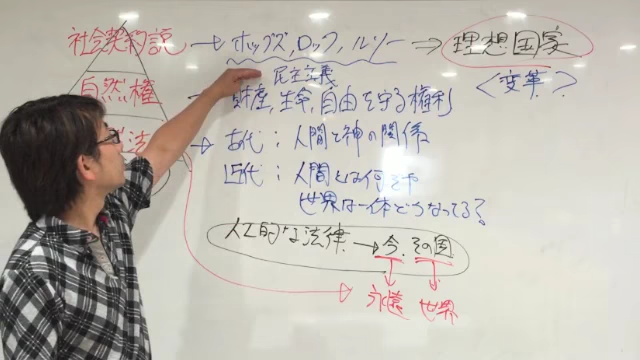 社会契約説 → ホッブズ, ロック, ルソー ⇒ 理想国家
民主主義 <変革?
自然権 → 財産, 生命, 自由を守る権利
法 → 古代 : 人間と神の関係
近代 : 人間とは何ぞや
世界は一体どうなってる?
人工的な法律 → 今, その国
永遠 世界